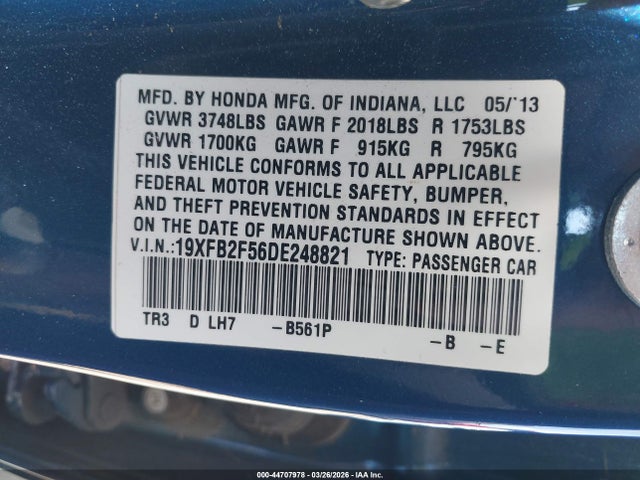 MFD. BY HONDA MFG. OF INDIANA, LLC 05/'13
GVWR 3748LBS GAWR F 2018LBS R 1753LBS
GVWR 1700KG GAWR F 915KG R 795KG
THIS VEHICLE CONFORMS TO ALL APPLICABLE
FEDERAL MOTOR VEHICLE SAFETY, BUMPER,
AND THEFT PREVENTION STANDARDS IN EFFECT
ON THE DATE OF MANUFACTURE SHOWN ABOVE.
V.I.N.:19XFB2F56DE248821 TYPE: PASSENGER CAR
TR3 D LH7 -B561P -B -E
000-44707978 | 03/26/2026 | IAA Inc.